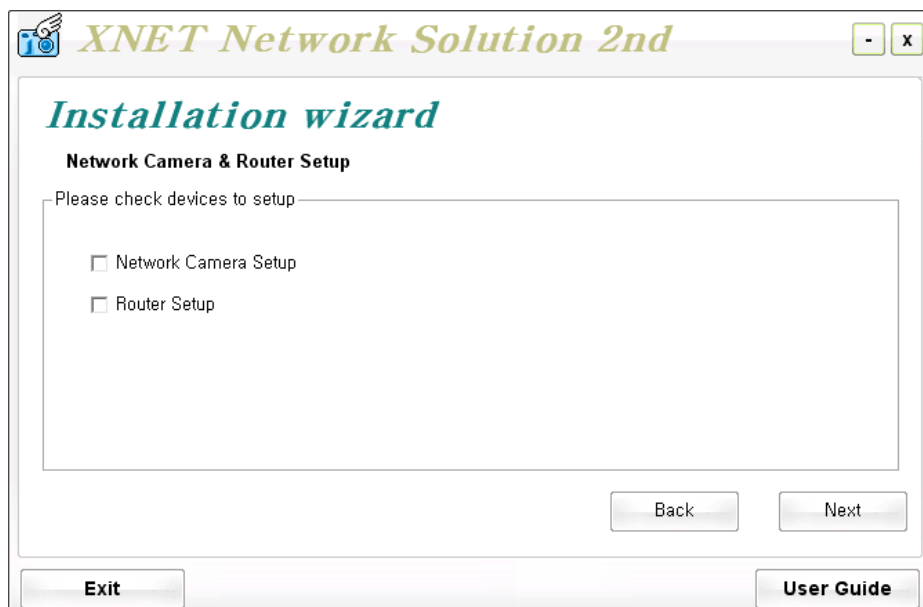 XNET Network Solution 2nd
- x
Installation wizard
Network Camera & Router Setup
Please check devices to setup
Network Camera Setup
Router Setup
Back Next
Exit User Guide